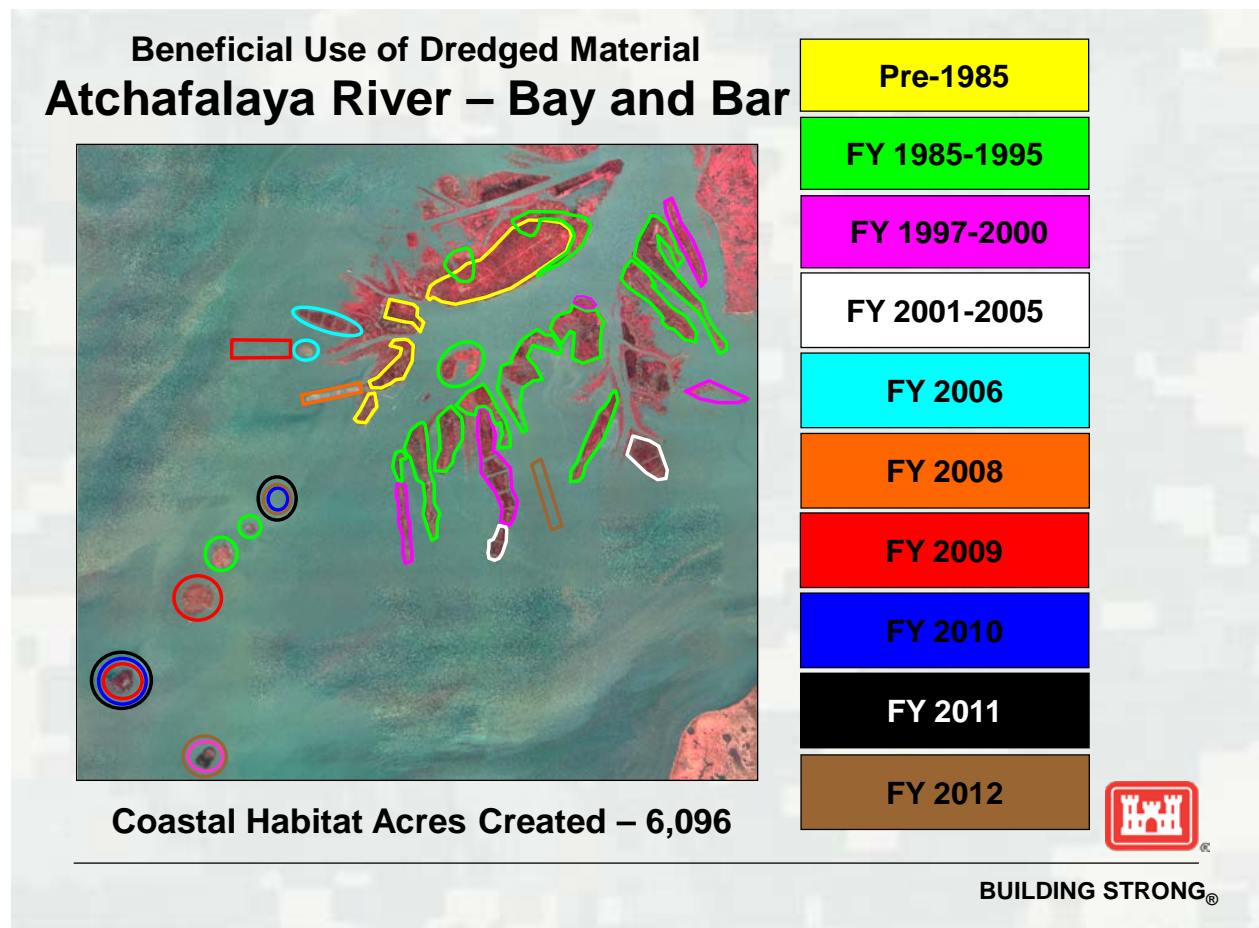 Beneficial Use of Dredged Material
Atchafalaya River – Bay and Bar
Pre-1985
FY 1985-1995
FY 1997-2000
FY 2001-2005
FY 2006
FY 2008
FY 2009
FY 2010
FY 2011
FY 2012
Coastal Habitat Acres Created – 6,096
®
BUILDING STRONG®